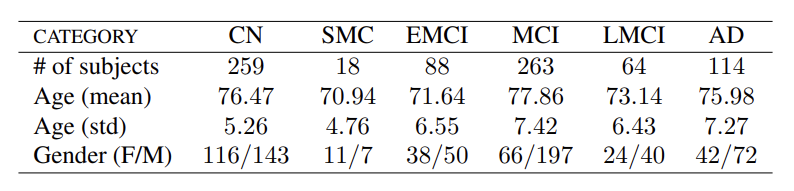 CATEGORY CN SMC EMCI MCI LMCI AD
# of subjects 259 18 88 263 64 114
Age (mean) 76.47 70.94 71.64 77.86 73.14 75.98
Age (std) 5.26 4.76 6.55 7.42 6.43 7.27
Gender (F/M) 116/143 11/7 38/50 66/197 24/40 42/72